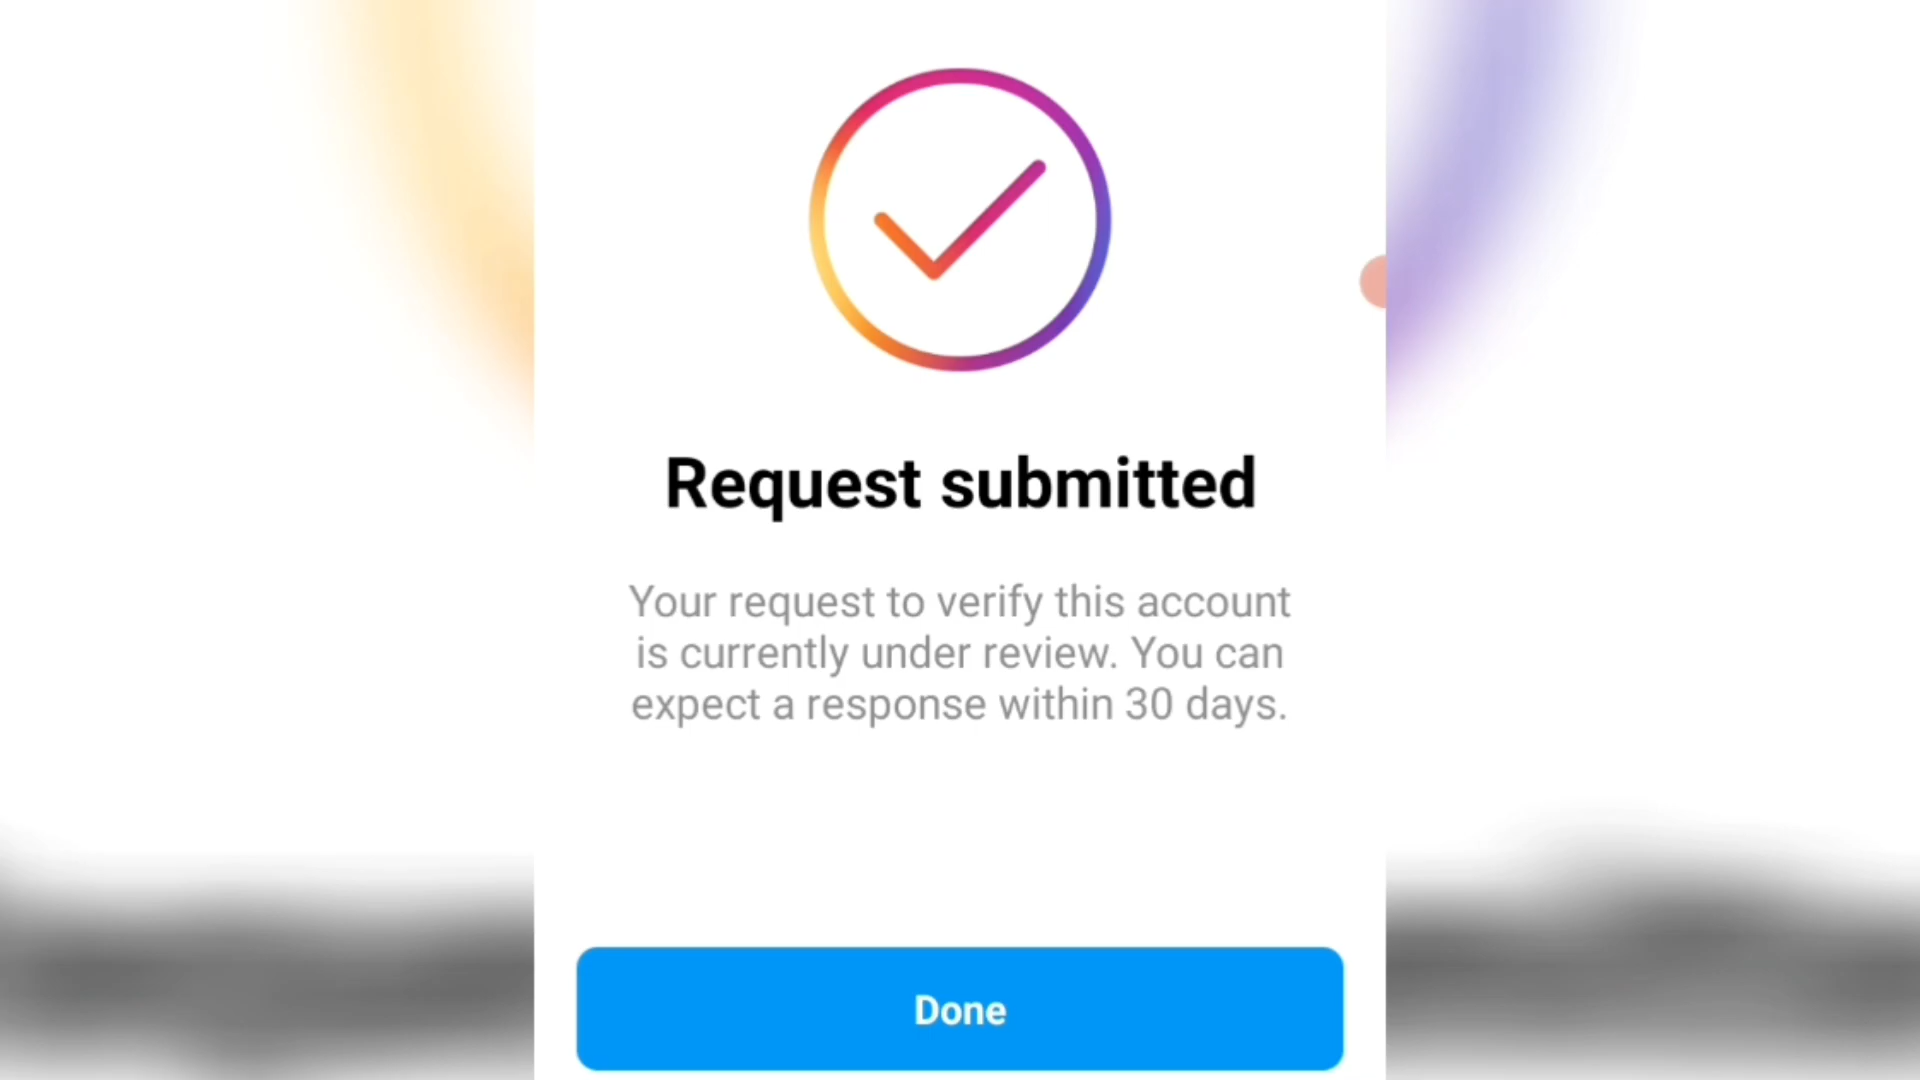 Request submitted
Your request to verify this account
is currently under review. You can
expect a response within 30 days.
Done